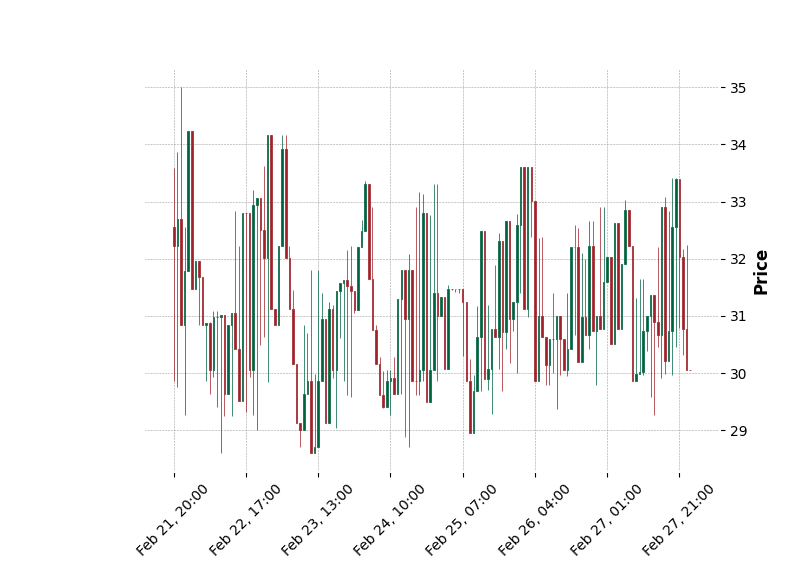 35
34
33
32
31
30
29
Price
Feb 21, 20:00
Feb 22, 17:00
Feb 23, 13:00
Feb 24, 10:00
Feb 25, 07:00
Feb 26, 04:00
Feb 27, 01:00
Feb 27, 21:00